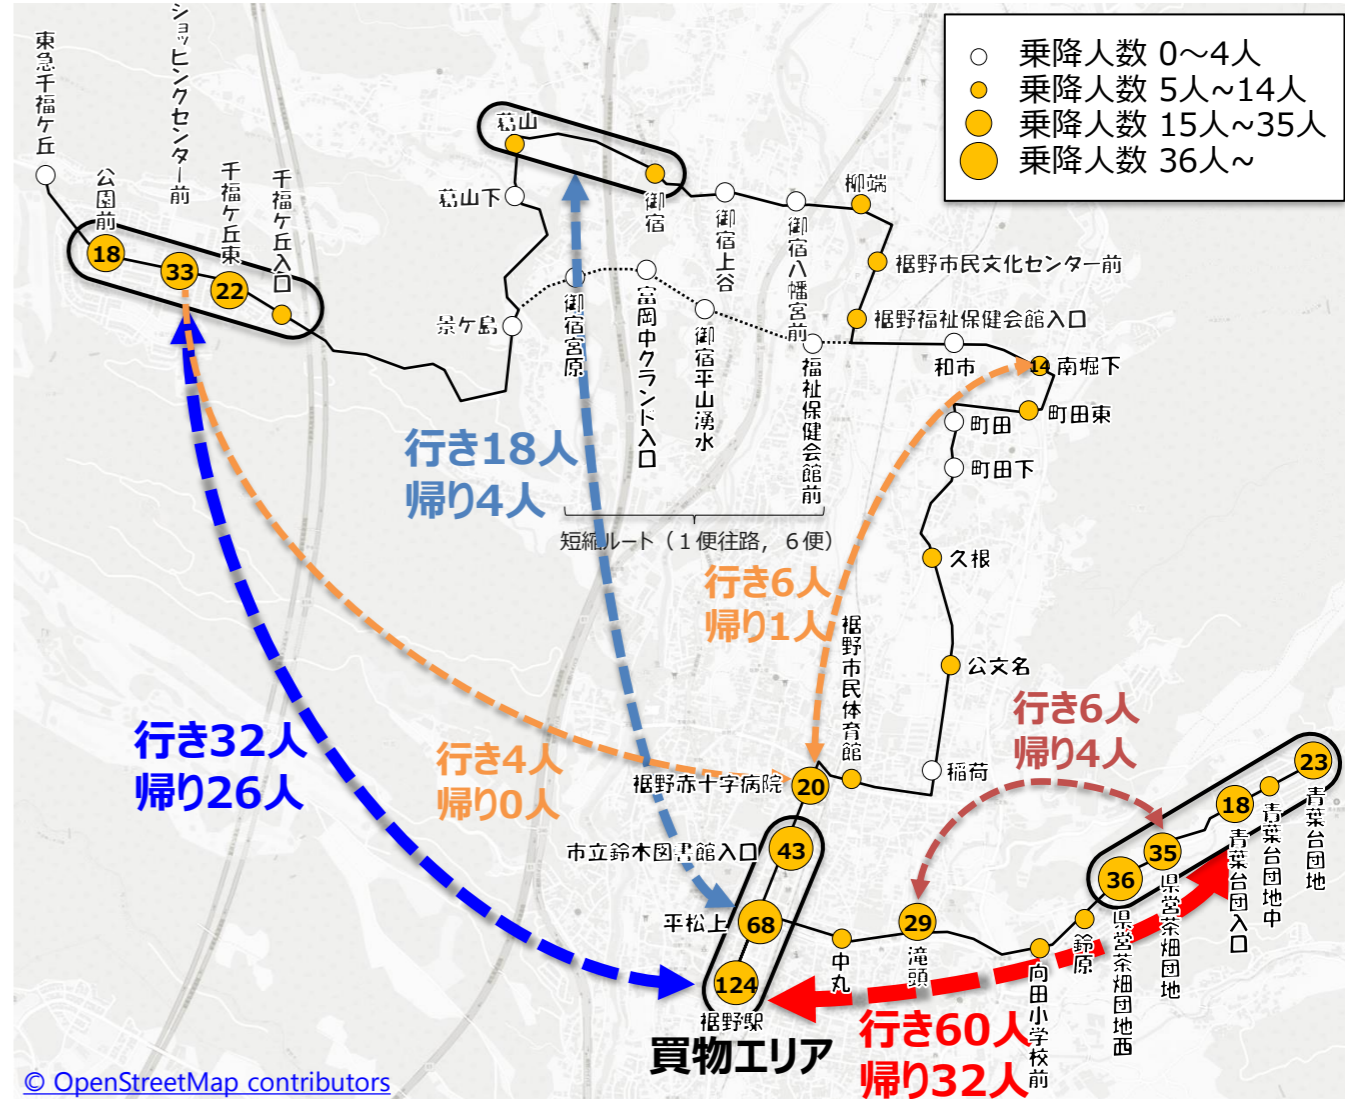 乗降人数 0～4人
乗降人数 5人~14人
乗降人数 15人~35人
乗降人数 36人~
東急千福ケ丘
公園前
ショッピングセンター前
千福ケ丘東
千福ケ丘入口
18
33
22
葛山
葛山下
景ケ島
御宿
御宿上谷
御宿八幡宮前
柳端
裾野市民文化センター前
裾野福祉保健会館入口
御宿宮原
富岡中グランド入口
御宿平山湧水
福祉保健会館前
和市
14
南堀下
町田東
町田
町田下
久根
公文名
稲荷
裾野市民体育館
裾野赤十字病院
20
市立鈴木図書館入口
43
平松上
68
124
裾野駅
買物エリア
中丸
29
滝頭
向田小学校前
鈴原
36
県営茶畑団地西
35
県営茶畑団地
18
青葉台団入口
青葉台団地中
23
青葉台団地
行き18人
帰り4人
短縮ルート（１便往路，６便）
行き6人
帰り1人
行き32人
帰り26人
行き4人
帰り0人
行き6人
帰り4人
行き60人
帰り32人
© OpenStreetMap contributors